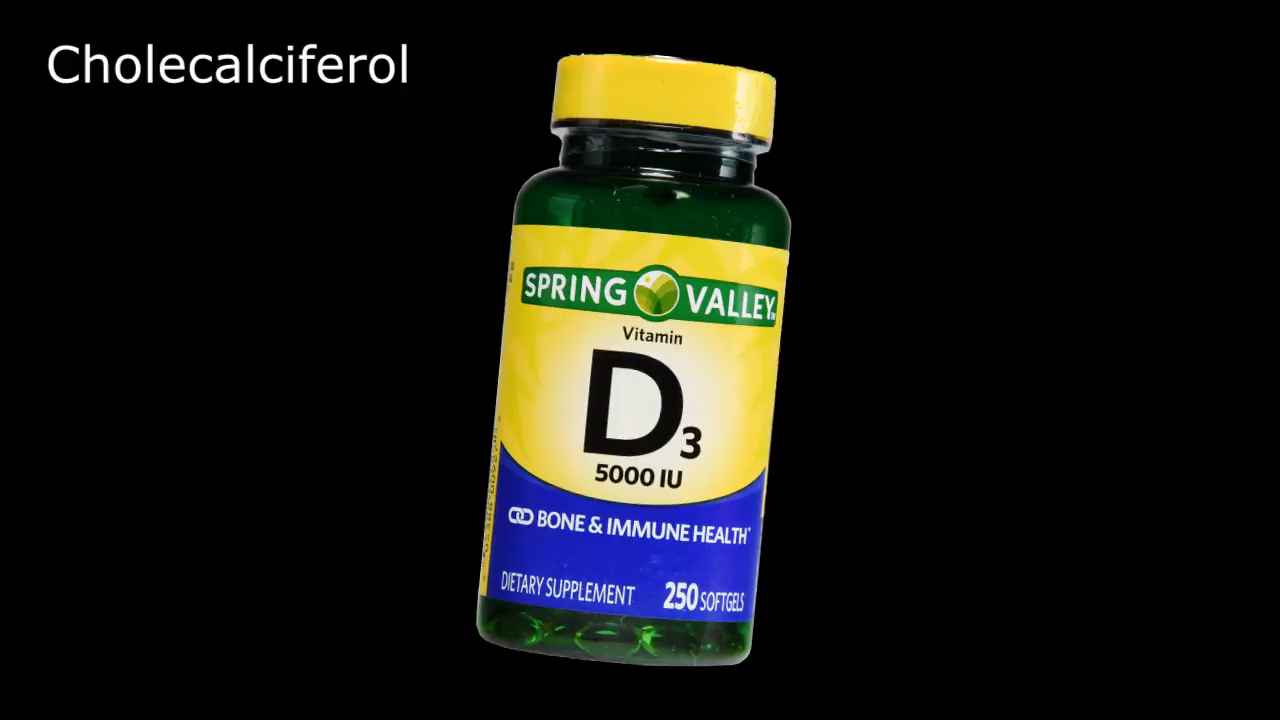 Cholecalciferol
SPRING VALLEY
Vitamin
D3
5000 IU
BONE & IMMUNE HEALTH*
DIETARY SUPPLEMENT 250 SOFTGELS